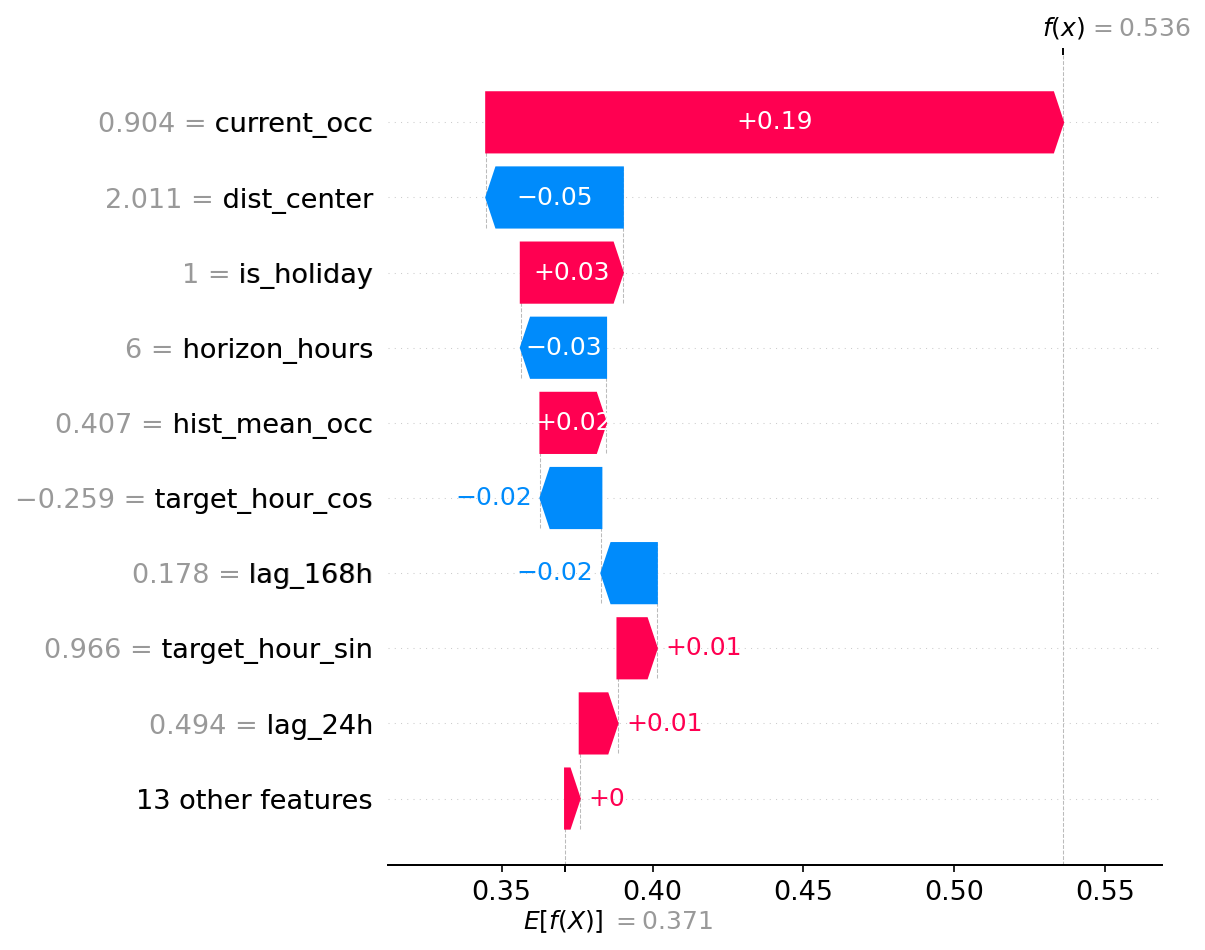 f(x) = 0.536
0.904 = current_occ
+0.19
2.011 = dist_center
−0.05
1 = is_holiday
+0.03
6 = horizon_hours
−0.03
0.407 = hist_mean_occ
+0.02
−0.259 = target_hour_cos
−0.02
0.178 = lag_168h
−0.02
0.966 = target_hour_sin
+0.01
0.494 = lag_24h
+0.01
13 other features
+0
0.35 0.40 0.45 0.50 0.55
E[f(X)] = 0.371